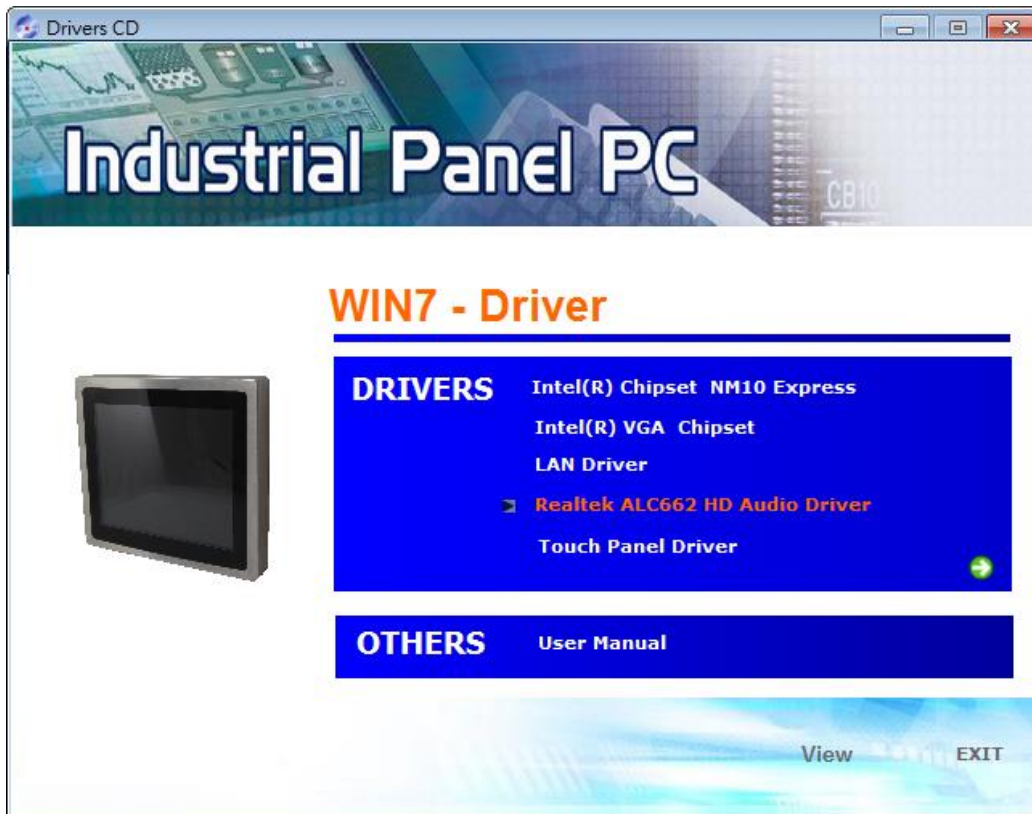 Drivers CD
Industrial Panel PC
CB10
WIN7 - Driver
DRIVERS
Intel(R) Chipset NM10 Express
Intel(R) VGA Chipset
LAN Driver
Realtek ALC662 HD Audio Driver
Touch Panel Driver
OTHERS
User Manual
View
EXIT